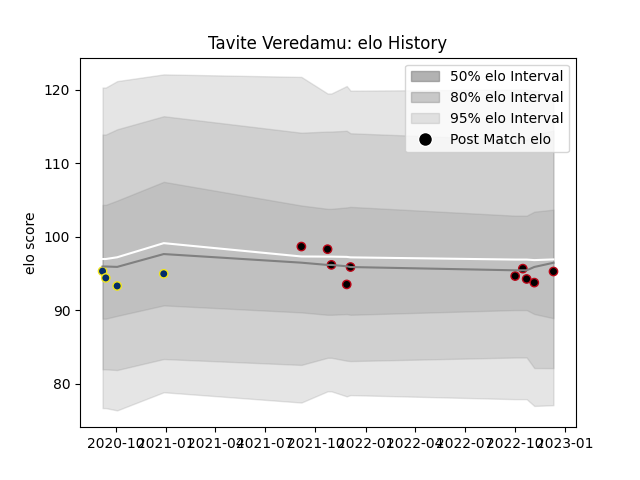 Tavite Veredamu: elo History
50% elo Interval
80% elo Interval
95% elo Interval
Post Match elo
elo score
120
110
100
90
80
2020-10 2021-01 2021-04 2021-07 2021-10 2022-01 2022-04 2022-07 2022-10 2023-01